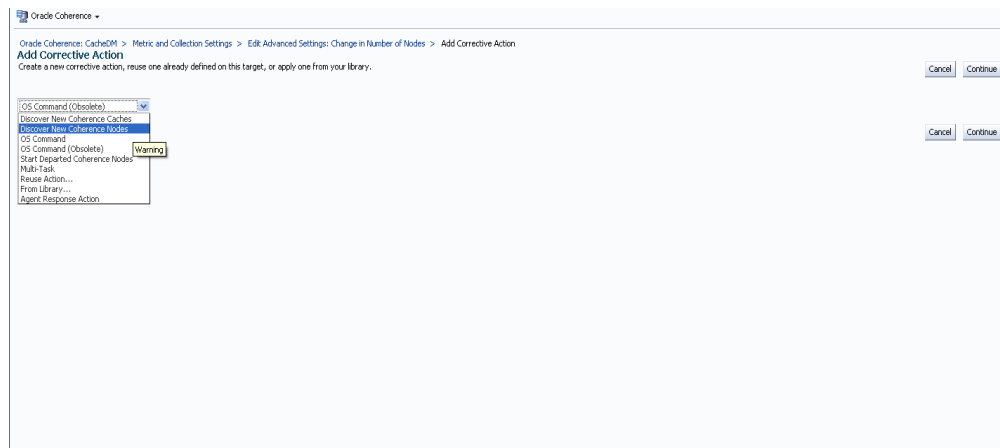 Oracle Coherence
Oracle Coherence: CacheDM > Metric and Collection Settings > Edit Advanced Settings: Change in Number of Nodes > Add Corrective Action
Add Corrective Action
Create a new corrective action, reuse one already defined on this target, or apply one from your library.
Cancel Continue
OS Command (Obsolete)
Discover New Coherence Caches
Discover New Coherence Nodes
OS Command
OS Command (Obsolete)
Warning
Start Departed Coherence Nodes
Multi-Task
Reuse Action...
From Library...
Agent Response Action
Cancel Continue